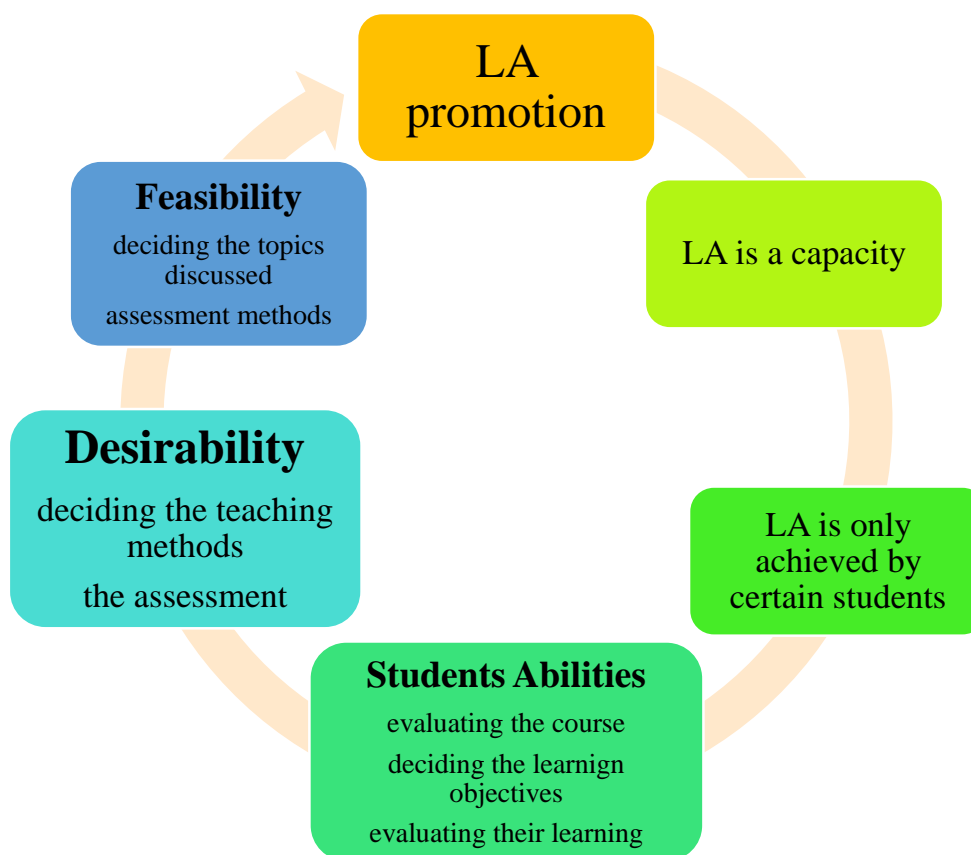 LA
promotion
LA is a capacity
LA is only
achieved by
certain students
Students Abilities
evaluating the course
deciding the learnign
objectives
evaluating their learning
Desirability
deciding the teaching
methods
the assessment
Feasibility
deciding the topics
discussed
assessment methods